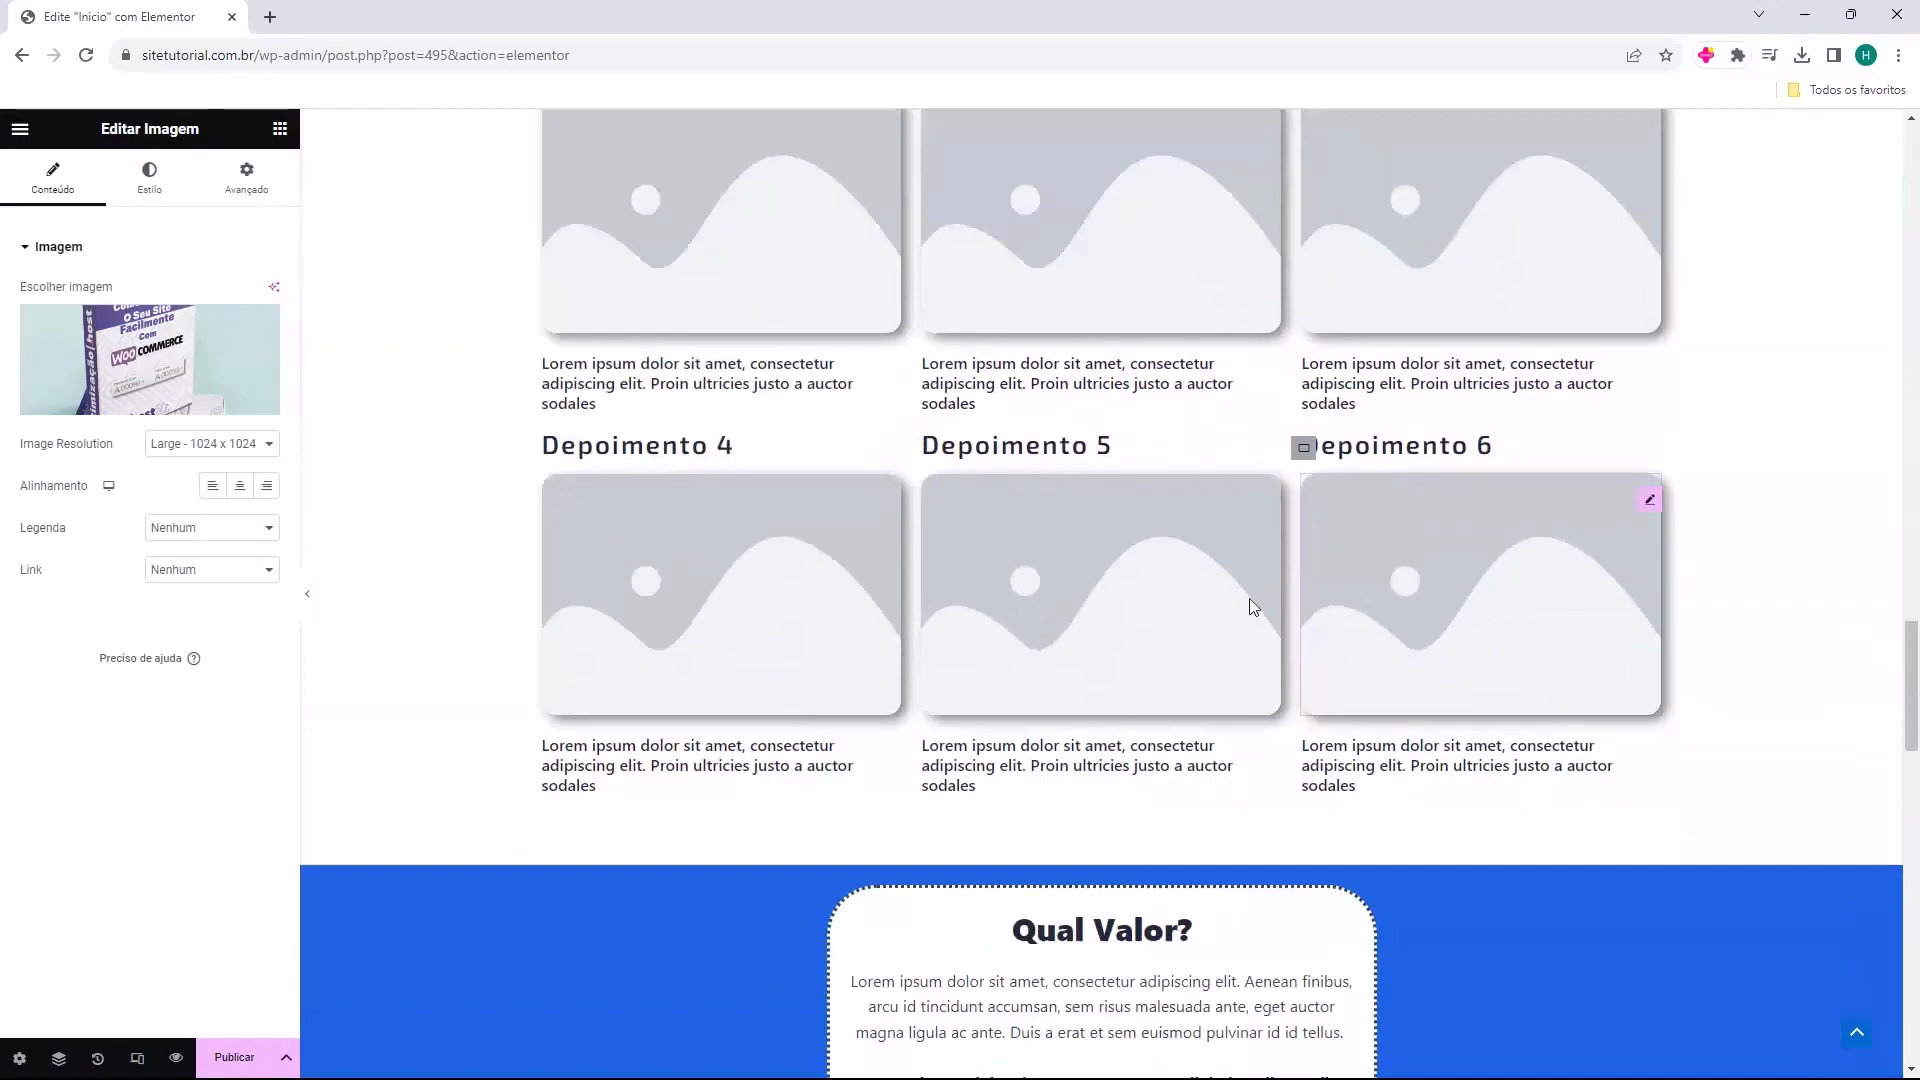 Edite "Inicio" com Elementor
sitetutorial.com.br/wp-admin/post.php?post=495&action=elementor
H
Todos os favoritos
Editar Imagem
Conteúdo
Estilo
Avançado
Imagem
Escolher imagem
O Seu Site
Facilmente
Com
WOO COMMERCE
host
Image Resolution
Large - 1024 x 1024
Alinhamento
Legenda
Nenhum
Link
Nenhum
Preciso de ajuda
Publicar
Lorem ipsum dolor sit amet, consectetur
adipiscing elit. Proin ultricies justo a auctor
sodales
Lorem ipsum dolor sit amet, consectetur
adipiscing elit. Proin ultricies justo a auctor
sodales
Lorem ipsum dolor sit amet, consectetur
adipiscing elit. Proin ultricies justo a auctor
sodales
Depoimento 4
Depoimento 5
epoimento 6
Lorem ipsum dolor sit amet, consectetur
adipiscing elit. Proin ultricies justo a auctor
sodales
Lorem ipsum dolor sit amet, consectetur
adipiscing elit. Proin ultricies justo a auctor
sodales
Lorem ipsum dolor sit amet, consectetur
adipiscing elit. Proin ultricies justo a auctor
sodales
Qual Valor?
Lorem ipsum dolor sit amet, consectetur adipiscing elit. Aenean finibus,
arcu id tincidunt accumsan, sem risus malesuada ante, eget auctor
magna ligula ac ante. Duis a erat et sem euismod pulvinar id id tellus.